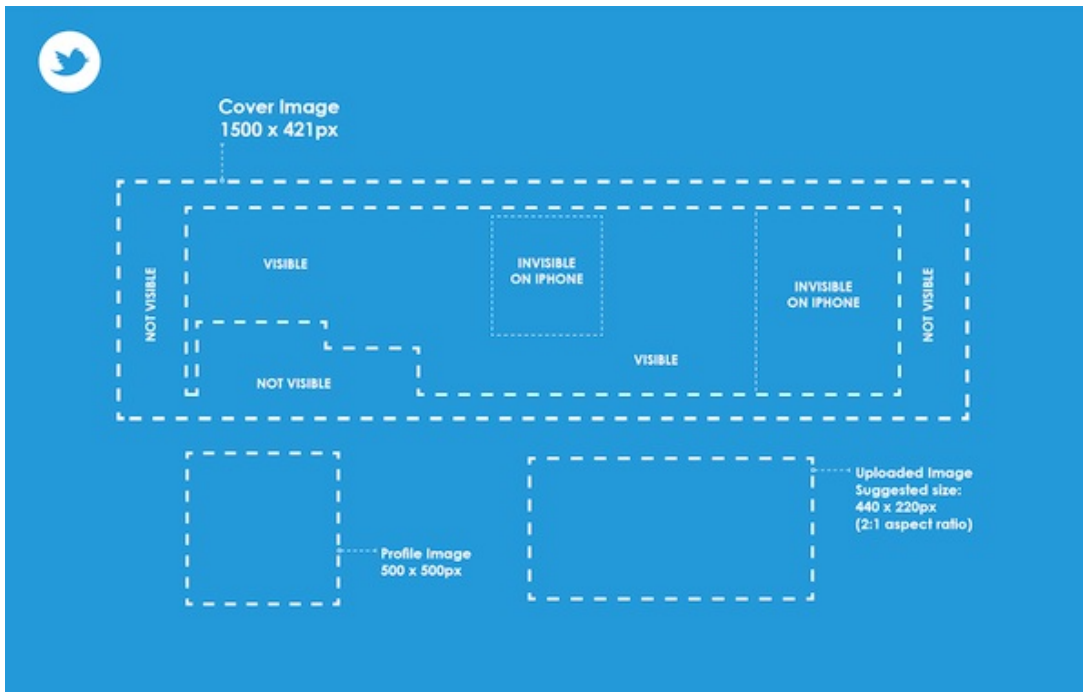 Cover Image
1500 x 421px
NOT VISIBLE
VISIBLE
INVISIBLE
ON IPHONE
INVISIBLE
ON IPHONE
NOT VISIBLE
VISIBLE
NOT VISIBLE
Profile Image
500 x 500px
Uploaded Image
Suggested size:
440 x 220px
(2:1 aspect ratio)